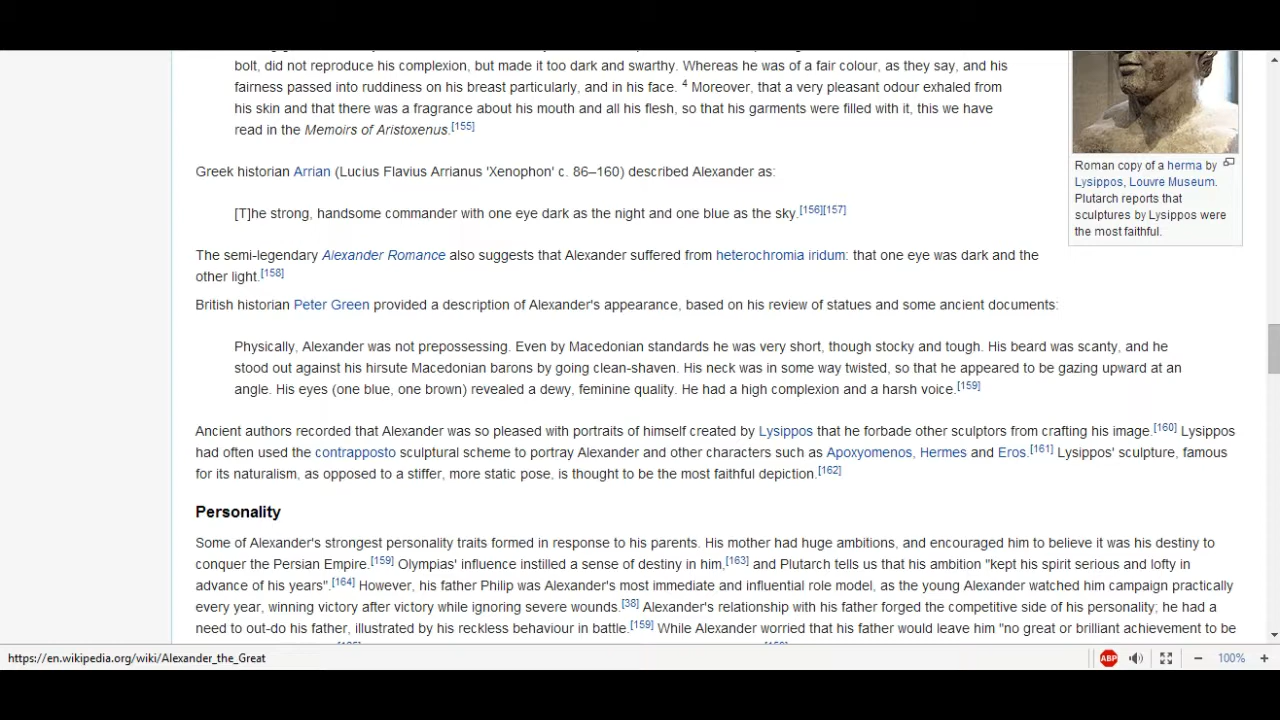 bolt, did not reproduce his complexion, but made it too dark and swarthy. Whereas he was of a fair colour, as they say, and his
fairness passed into ruddiness on his breast particularly, and in his face. 4 Moreover, that a very pleasant odour exhaled from
his skin and that there was a fragrance about his mouth and all his flesh, so that his garments were filled with it, this we have
read in the Memoirs of Aristoxenus.[155]
Roman copy of a herma by
Lysippos, Louvre Museum.
Plutarch reports that
sculptures by Lysippos were
the most faithful.
Greek historian Arrian (Lucius Flavius Arrianus 'Xenophon' c. 86–160) described Alexander as:
[T]he strong, handsome commander with one eye dark as the night and one blue as the sky.[156][157]
The semi-legendary Alexander Romance also suggests that Alexander suffered from heterochromia iridum: that one eye was dark and the
other light.[158]
British historian Peter Green provided a description of Alexander's appearance, based on his review of statues and some ancient documents:
Physically, Alexander was not prepossessing. Even by Macedonian standards he was very short, though stocky and tough. His beard was scanty, and he
stood out against his hirsute Macedonian barons by going clean-shaven. His neck was in some way twisted, so that he appeared to be gazing upward at an
angle. His eyes (one blue, one brown) revealed a dewy, feminine quality. He had a high complexion and a harsh voice.[159]
Ancient authors recorded that Alexander was so pleased with portraits of himself created by Lysippos that he forbade other sculptors from crafting his image.[160] Lysippos
had often used the contrapposto sculptural scheme to portray Alexander and other characters such as Apoxyomenos, Hermes and Eros.[161] Lysippos' sculpture, famous
for its naturalism, as opposed to a stiffer, more static pose, is thought to be the most faithful depiction.[162]
Personality
Some of Alexander's strongest personality traits formed in response to his parents. His mother had huge ambitions, and encouraged him to believe it was his destiny to
conquer the Persian Empire.[159] Olympias' influence instilled a sense of destiny in him,[163] and Plutarch tells us that his ambition "kept his spirit serious and lofty in
advance of his years".[164] However, his father Philip was Alexander's most immediate and influential role model, as the young Alexander watched him campaign practically
every year, winning victory after victory while ignoring severe wounds.[38] Alexander's relationship with his father forged the competitive side of his personality; he had a
need to out-do his father, illustrated by his reckless behaviour in battle.[159] While Alexander worried that his father would leave him "no great or brilliant achievement to be
https://en.wikipedia.org/wiki/Alexander_the_Great
ABP
100%